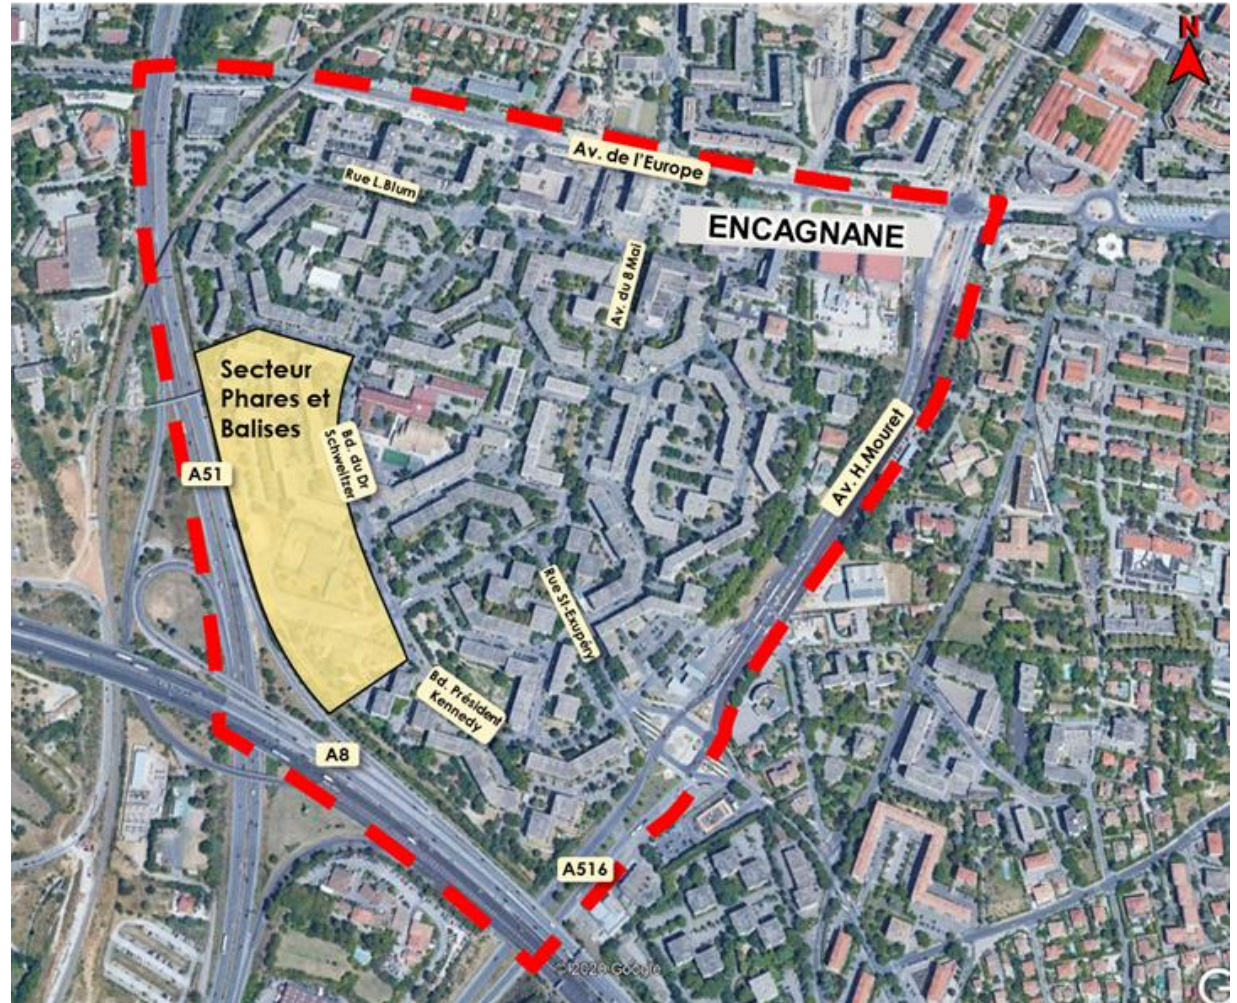 N
Av. de l'Europe
Rue L.Blum
ENCAGNANE
Av. du 8 Mai
Secteur
Phares et
Balises
Bd. du Dr
Schweitzer
A51
Av. H.Mouret
Rue St-Exupéry
Bd. Président
Kennedy
A8
A516
©2020 Google
G